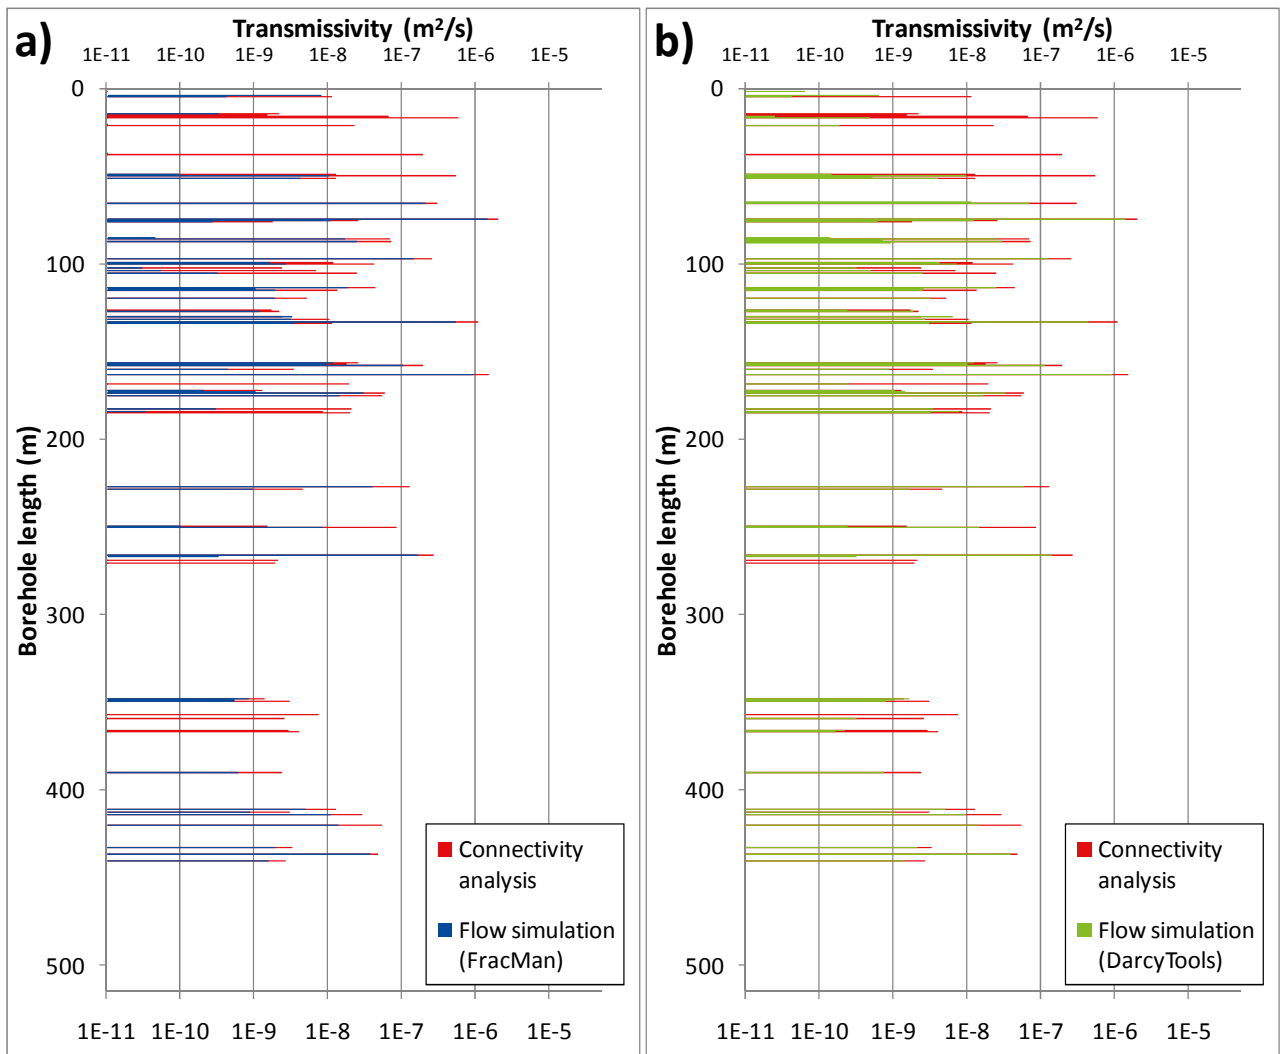 a)
Transmissivity (m²/s)
1E-11 1E-10 1E-9 1E-8 1E-7 1E-6 1E-5
0
100
200
300
400
500
Borehole length (m)
Connectivity
analysis
Flow simulation
(FracMan)
1E-11 1E-10 1E-9 1E-8 1E-7 1E-6 1E-5
b)
Transmissivity (m²/s)
1E-11 1E-10 1E-9 1E-8 1E-7 1E-6 1E-5
0
100
200
300
400
500
Borehole length (m)
Connectivity
analysis
Flow simulation
(DarcyTools)
1E-11 1E-10 1E-9 1E-8 1E-7 1E-6 1E-5